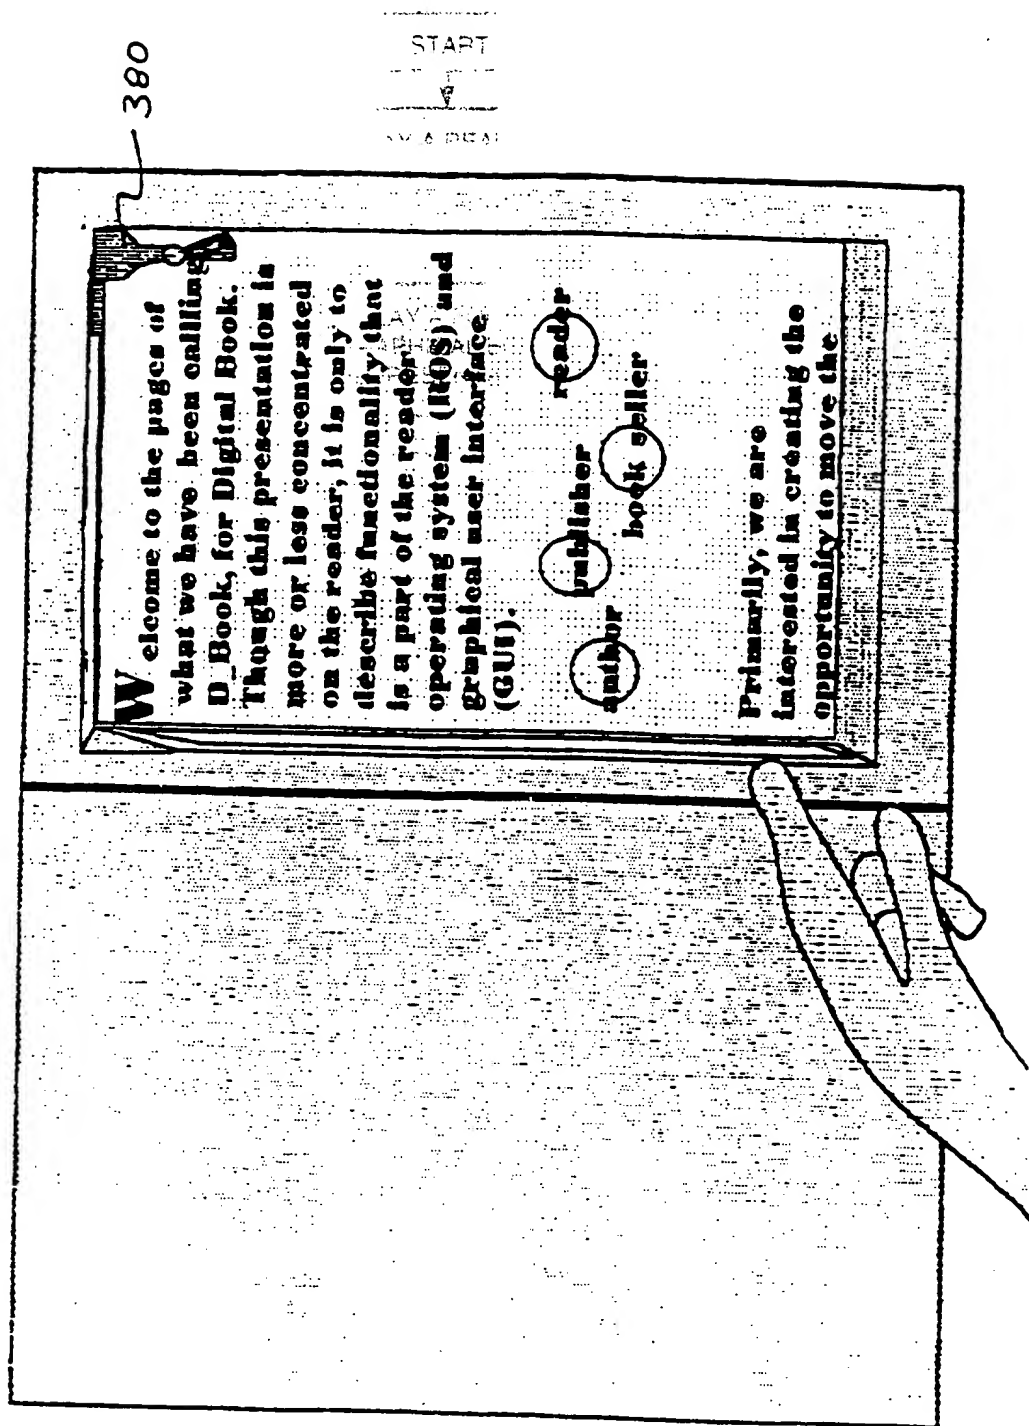 380
Welcome to the pages of
what we have been callling
D_Book, for Digital Book.
Though this presentation is
more or less concentrated
on the reader, it is only to
describe functionality that
is a part of the reader
operating system (ROS) and
graphical user interface
(GUI).
author
publisher
book seller
reader
Primarily, we are
interested in creating the
opportunity to move the
START